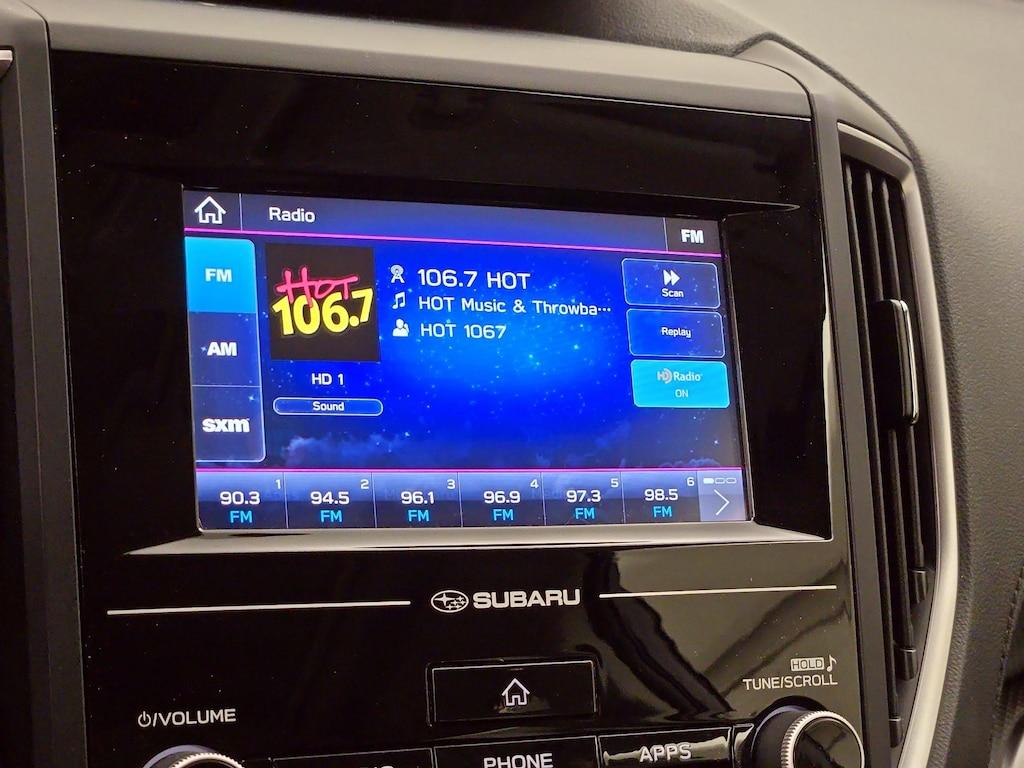 Radio
FM
FM
AM
sxm
HOT
106.7
HD 1
Sound
106.7 HOT
HOT Music & Throwba···
HOT 1067
Scan
Replay
HD Radio
ON
1 2 3 4 5 6
90.3 94.5 96.1 96.9 97.3 98.5
FM FM FM FM FM FM
SUBARU
HOLD
TUNE/SCROLL
/VOLUME
PHONE
APPS